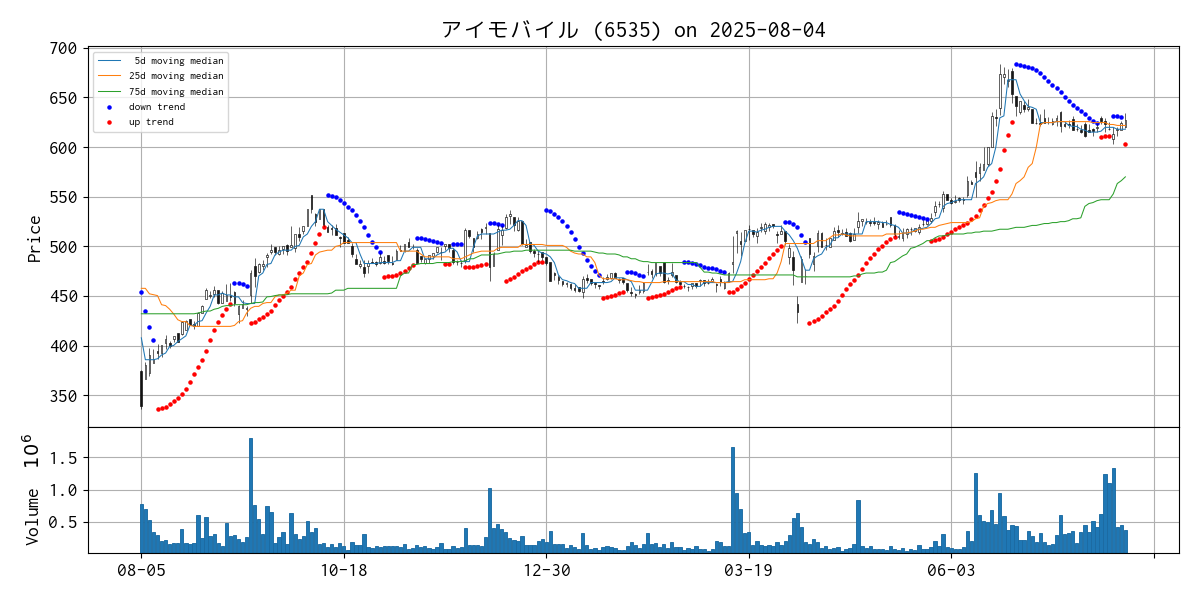 アイモバイル (6535) on 2025-08-04
700
650
600
550
500
450
400
350
Price
5d moving median
25d moving median
75d moving median
down trend
up trend
1.5
1.0
0.5
Volume 10^6
08-05
10-18
12-30
03-19
06-03